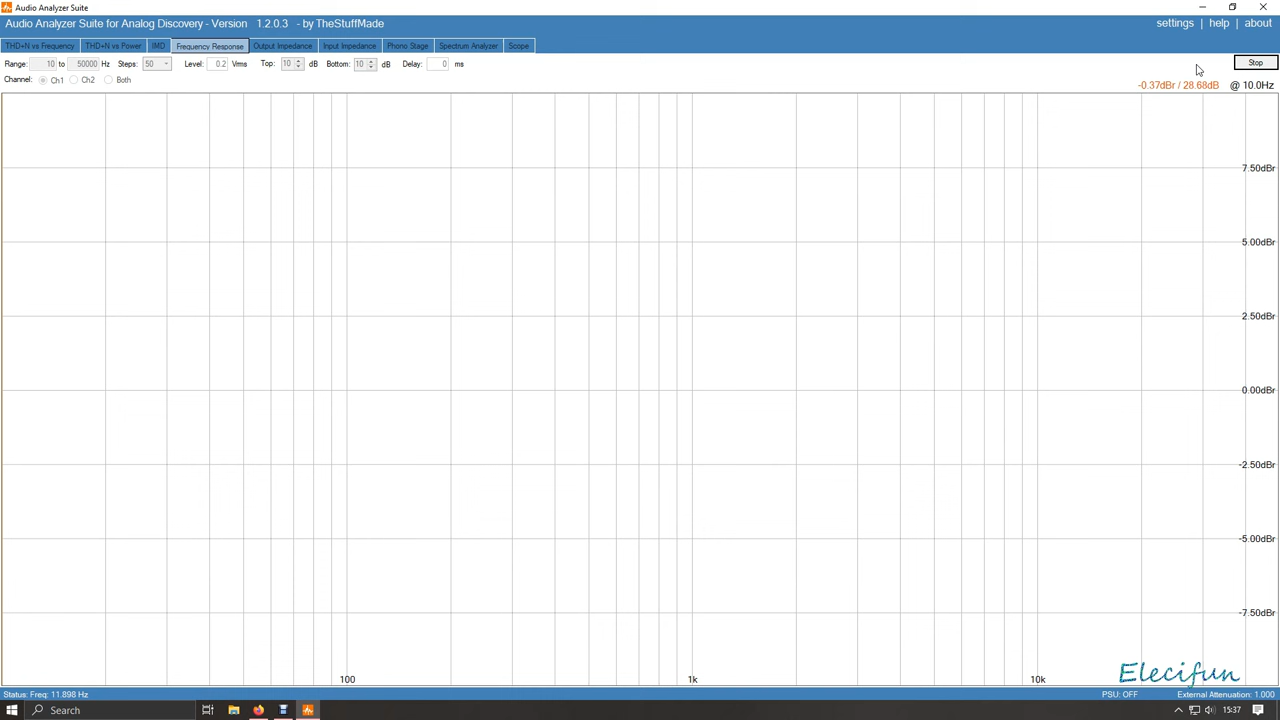 Audio Analyzer Suite
Audio Analyzer Suite for Analog Discovery - Version 1.2.0.3 - by TheStuffMade
settings | help | about
THD+N vs Frequency THD+N vs Power IMD Frequency Response Output Impedance Input Impedance Phono Stage Spectrum Analyzer Scope
Range: 10 to 50000 Hz Steps: 50 Level: 0.2 Vrms Top: 10 dB Bottom: 10 dB Delay: 0 ms Stop
Channel: Ch1 Ch2 Both
-0.37dBr / 28.68dB @ 10.0Hz
7.50dBr
5.00dBr
2.50dBr
0.00dBr
-2.50dBr
-5.00dBr
-7.50dBr
100 1k 10k
Elecifun
Status: Freq: 11.898 Hz PSU: OFF External Attenuation: 1.000
Search 15:37